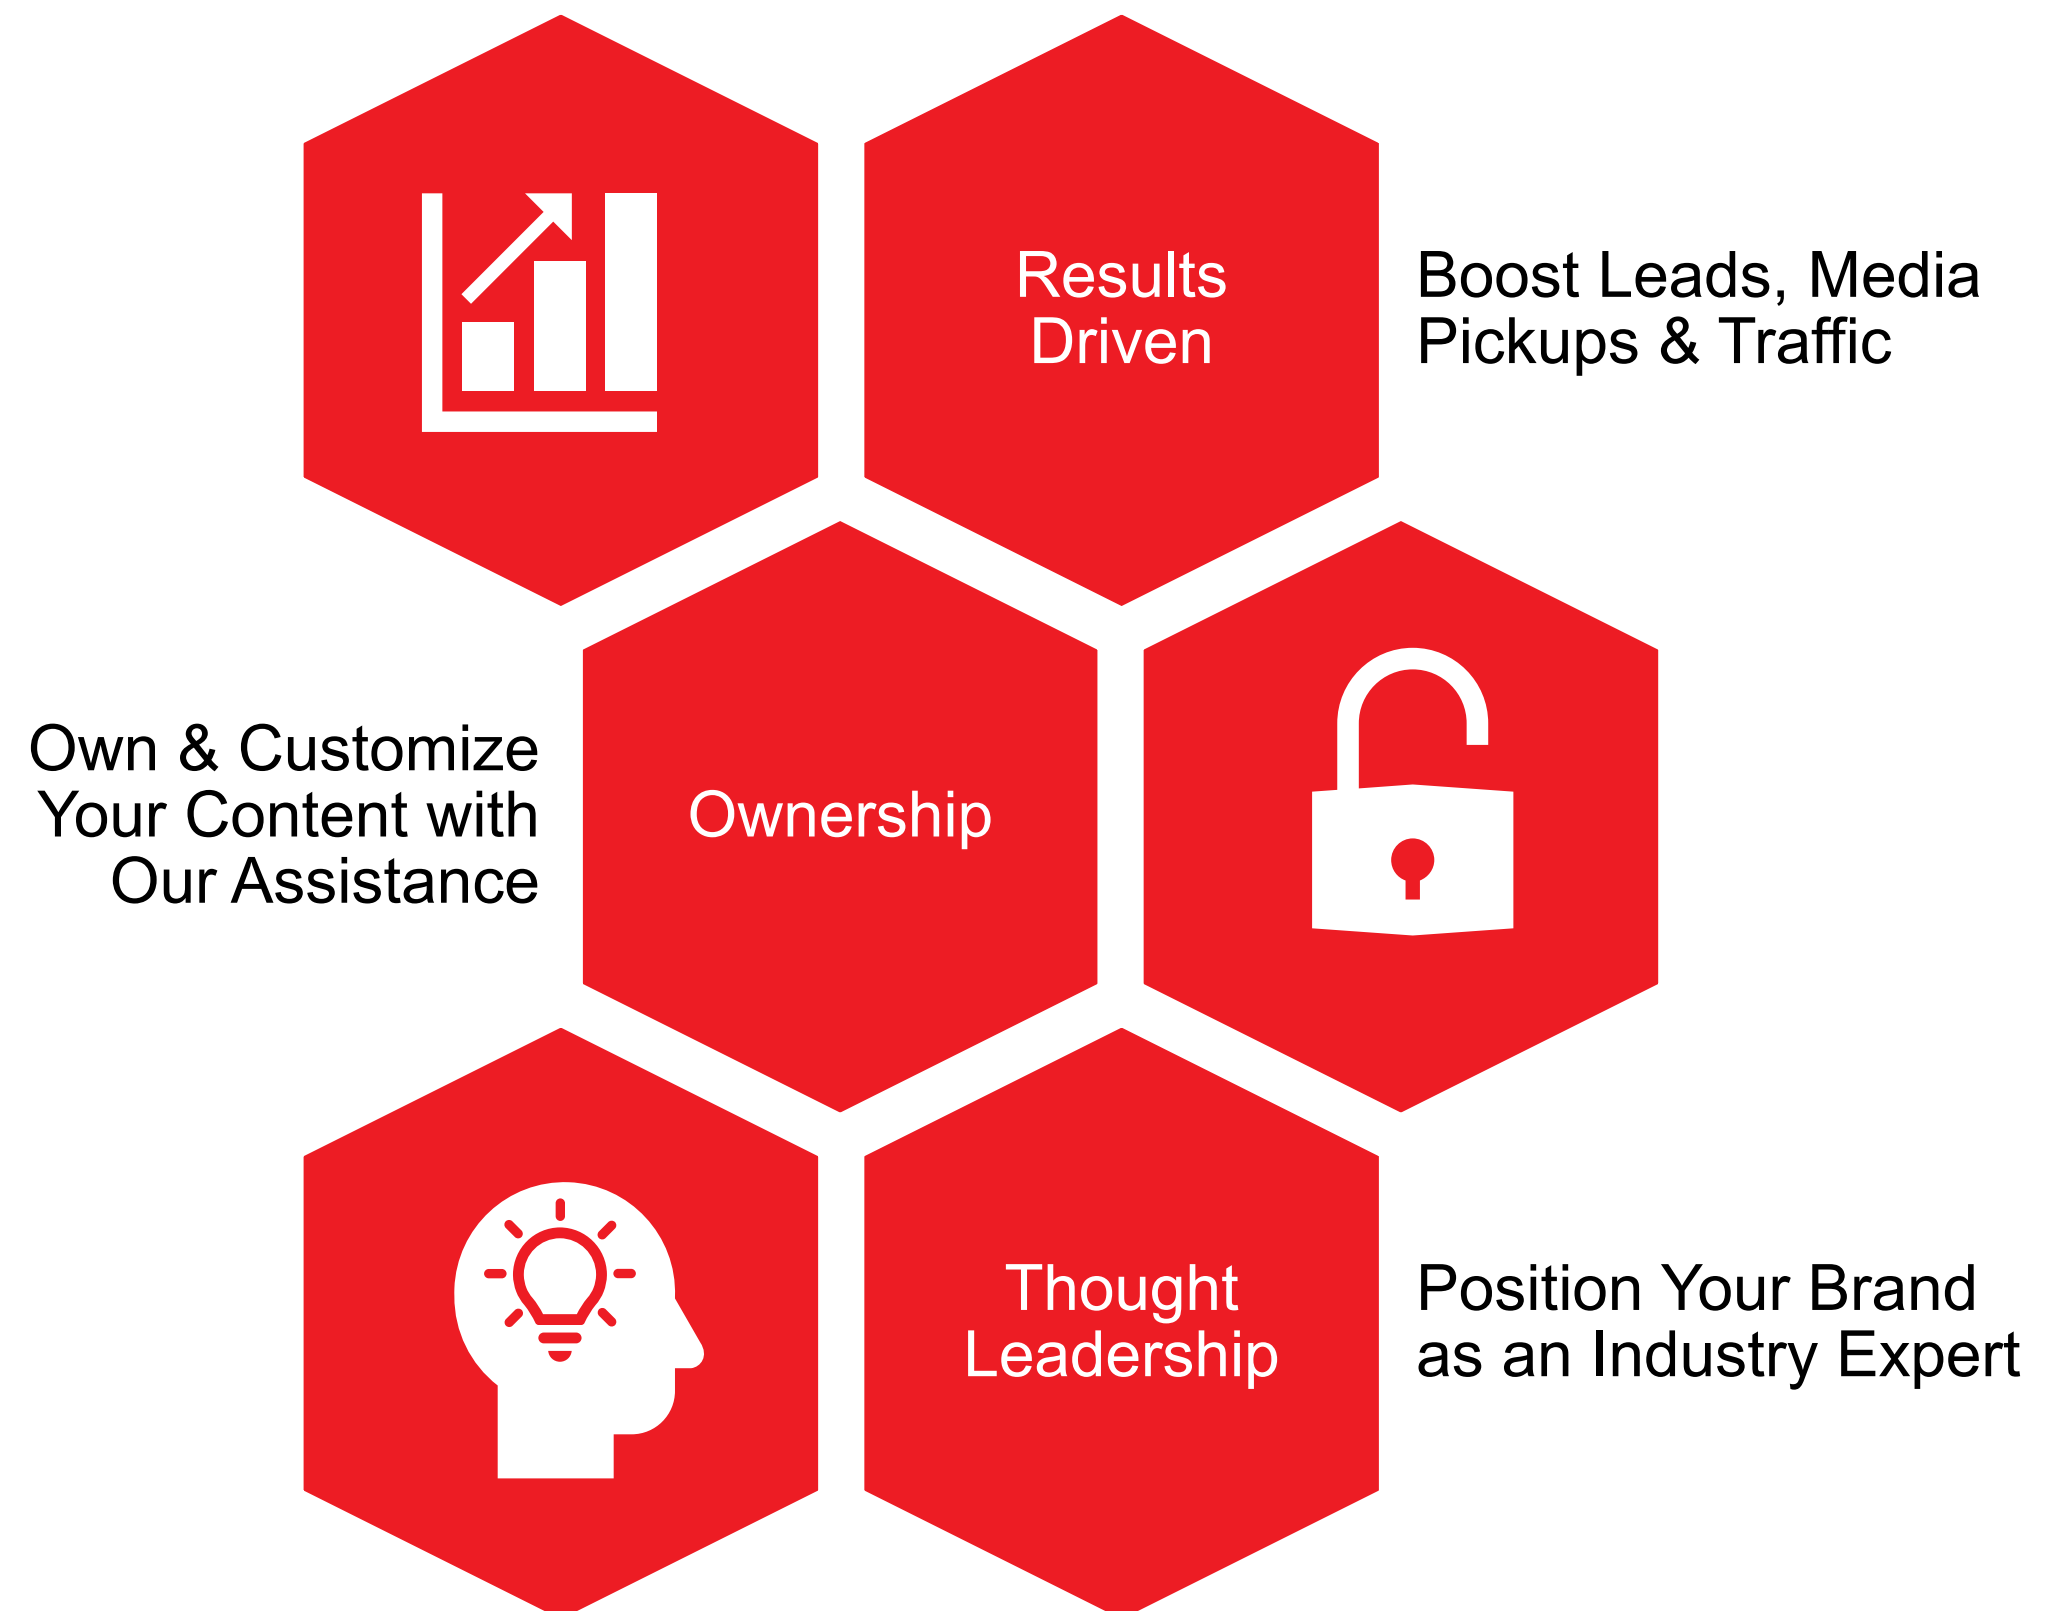 Results
Driven
Boost Leads, Media
Pickups & Traffic
Own & Customize
Your Content with
Our Assistance
Ownership
Thought
Leadership
Position Your Brand
as an Industry Expert